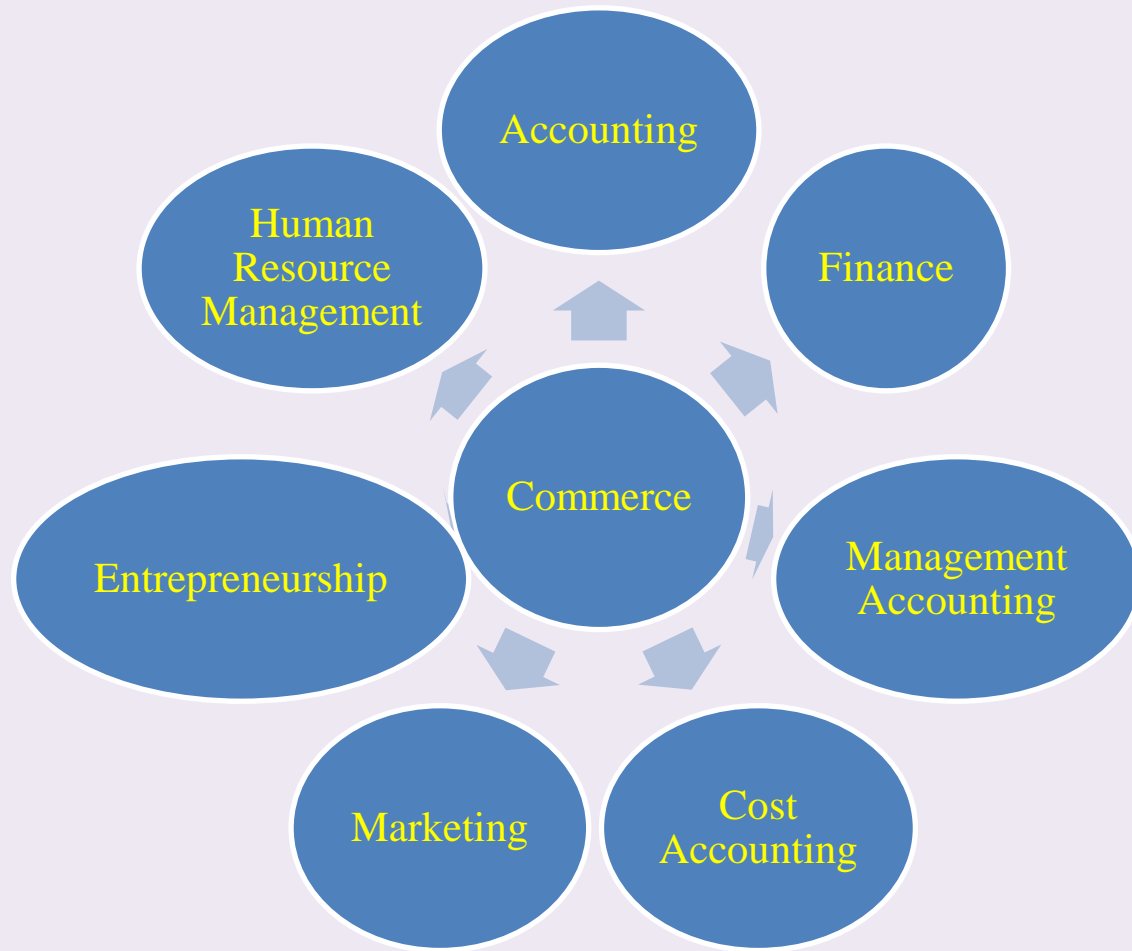 Accounting
Finance
Management
Accounting
Cost
Accounting
Marketing
Entrepreneurship
Human
Resource
Management
Commerce